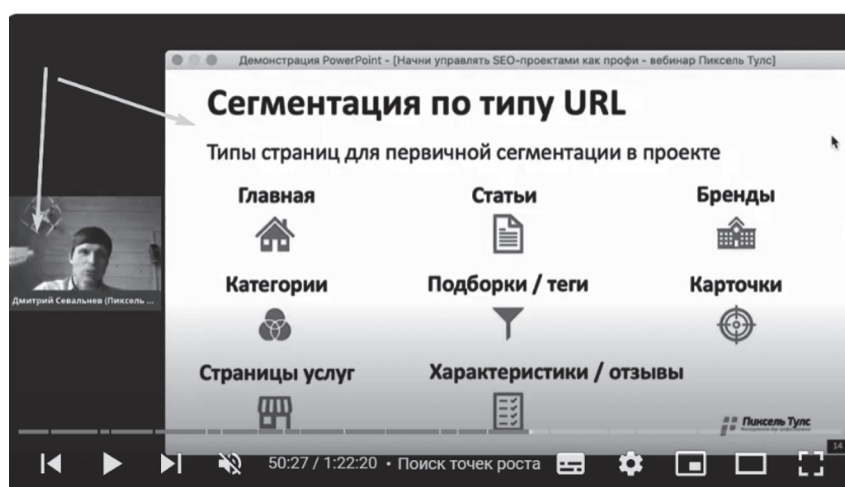 Демонстрация PowerPoint - [Начни управлять SEO-проектами как профи - вебинар Пиксель Тулс]
Сегментация по типу URL
Типы страниц для первичной сегментации в проекте
Главная
Статьи
Бренды
Категории
Подборки / теги
Карточки
Страницы услуг
Характеристики / отзывы
Дмитрий Севальнев (Пиксель ...
Пиксель Тулс
14
50:27 / 1:22:20 • Поиск точек роста